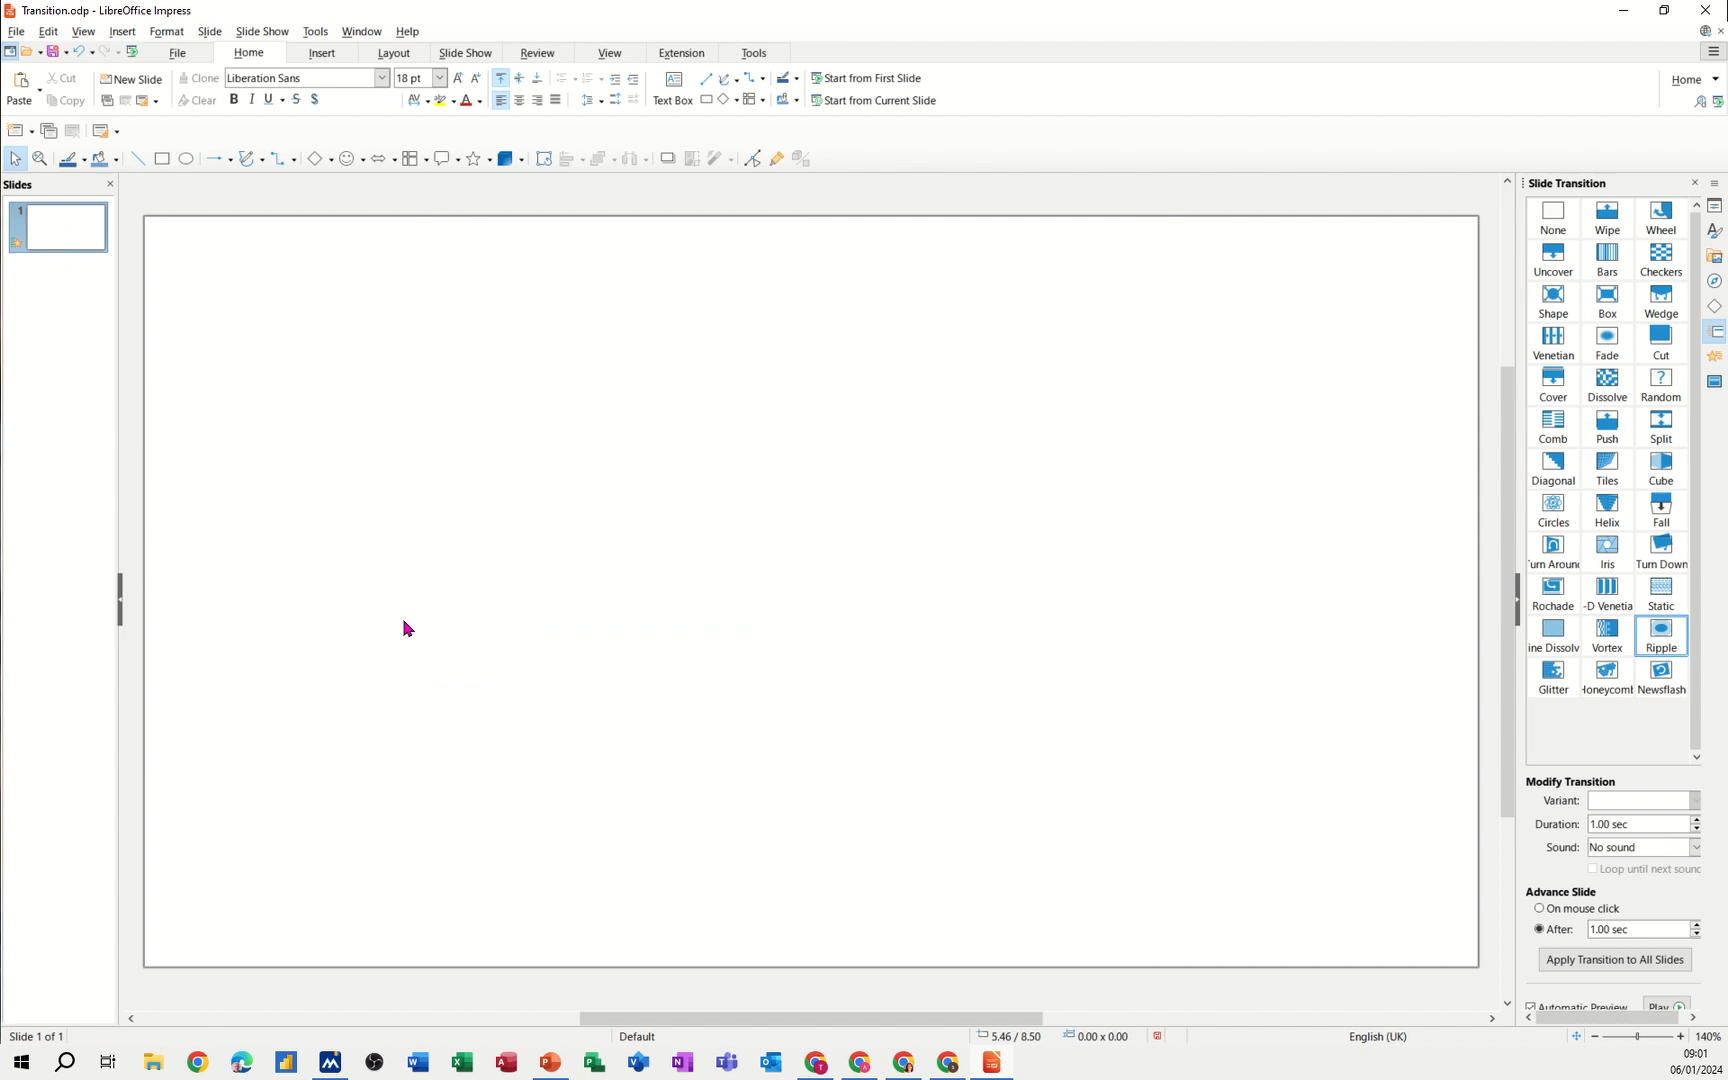 Transition.odp - LibreOffice Impress
File Edit View Insert Format Slide Slide Show Tools Window Help
File Home Insert Layout Slide Show Review View Extension Tools
Paste Cut New Slide Clone Liberation Sans 18 pt Text Box Start from First Slide Home
Copy Clear B I U S S Start from Current Slide
Slides
1
Slide Transition
None Wipe Wheel
Uncover Bars Checkers
Shape Box Wedge
Venetian Fade Cut
Cover Dissolve Random
Comb Push Split
Diagonal Tiles Cube
Circles Helix Fall
urn Around Iris Turn Down
Rochade -D Venetia Static
ine Dissolv Vortex Ripple
Glitter Honeycomb Newsflash
Modify Transition
Variant:
Duration: 1.00 sec
Sound: No sound
Loop until next sound
Advance Slide
On mouse click
After: 1.00 sec
Apply Transition to All Slides
Automatic Preview Play
Slide 1 of 1 Default 5.46 / 8.50 0.00 x 0.00 English (UK) 140%
09:01
06/01/2024